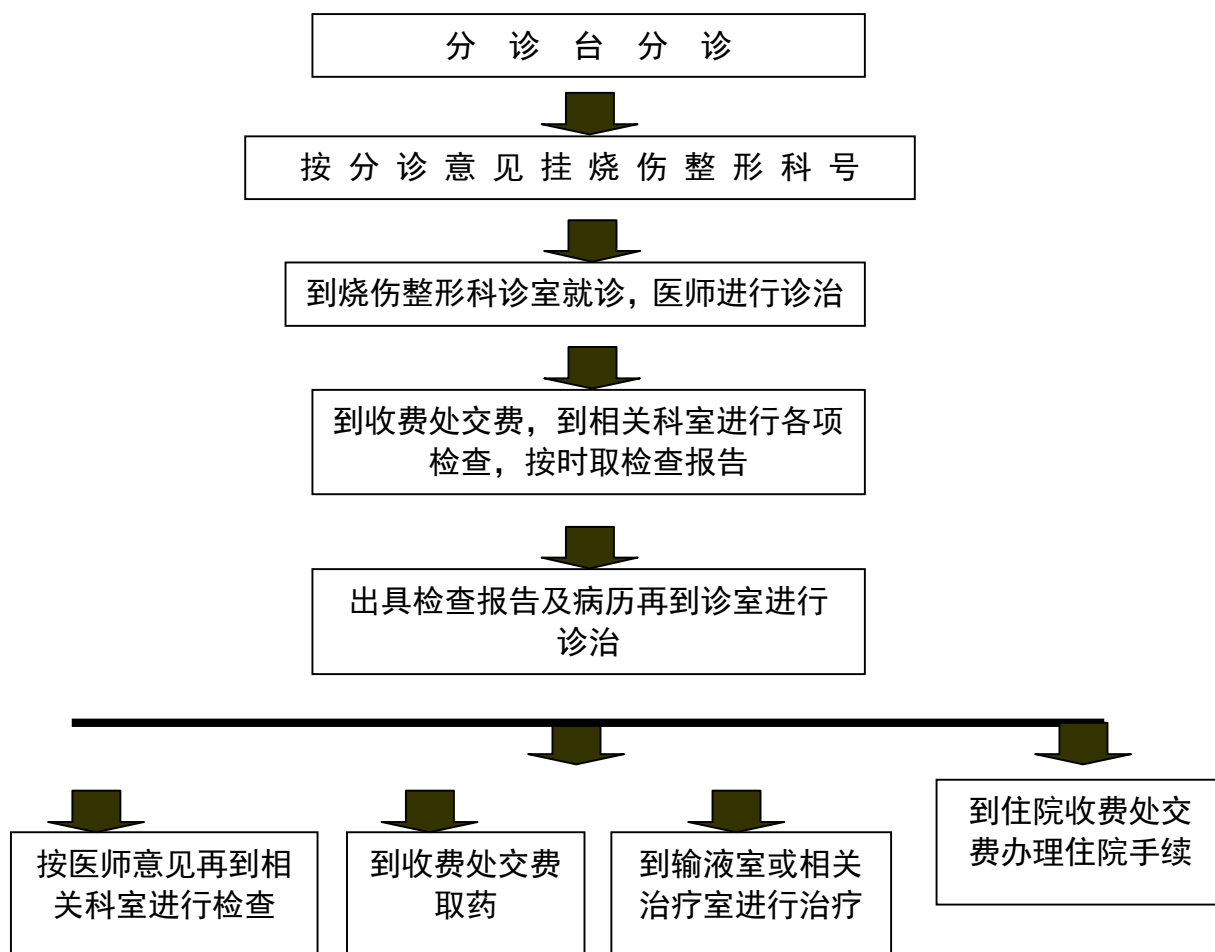 分 诊 台 分 诊
按 分 诊 意 见 挂 烧 伤 整 形 科 号
到烧伤整形科诊室就诊，医师进行诊治
到收费处交费，到相关科室进行各项
检查，按时取检查报告
出具检查报告及病历再到诊室进行
诊治
按医师意见再到相
关科室进行检查
到收费处交费
取药
到输液室或相关
治疗室进行治疗
到住院收费处交
费办理住院手续